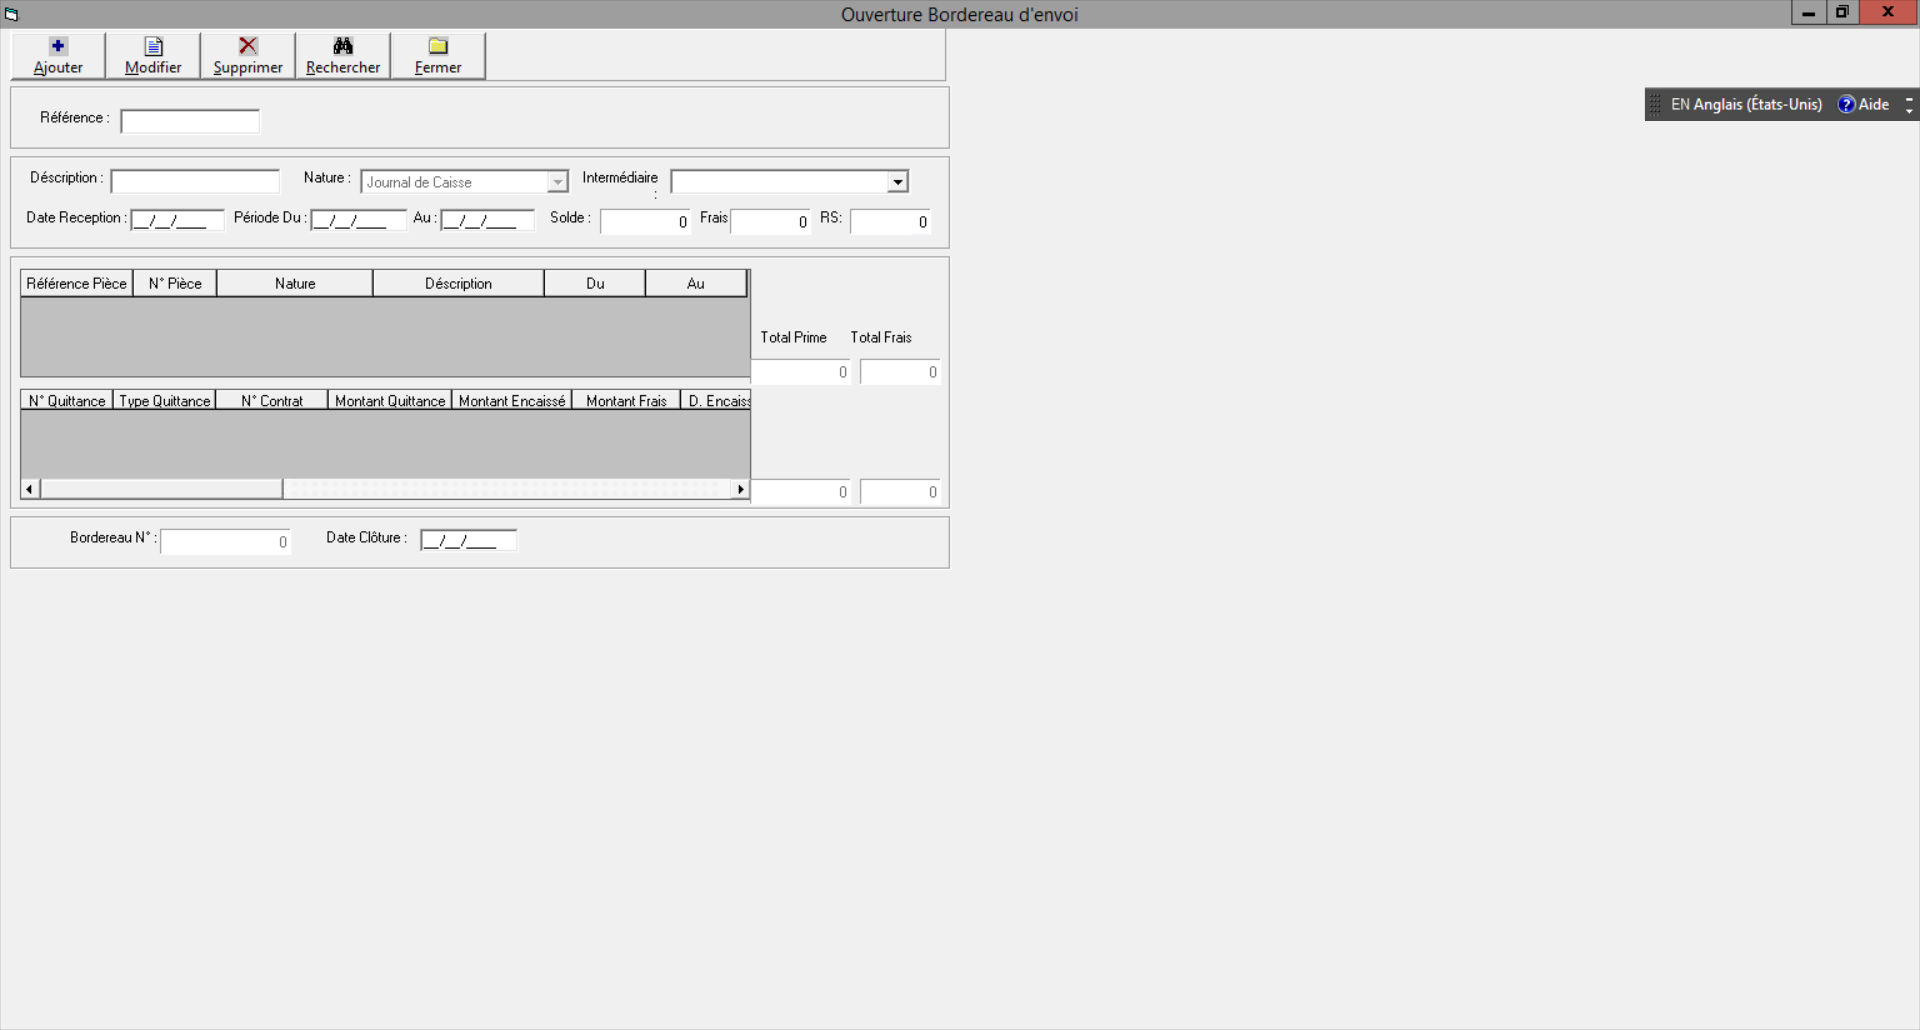 Ouverture Bordereau d'envoi
Ajouter Modifier Supprimer Rechercher Fermer
EN Anglais (États-Unis) ? Aide
Référence :
Déscription : Nature : Journal de Caisse Intermédiaire :
Date Reception : __/__/____ Période Du : __/__/____ Au : __/__/____ Solde : 0 Frais 0 RS: 0
Référence Pièce N° Pièce Nature Déscription Du Au
Total Prime Total Frais
0 0
N° Quittance Type Quittance N° Contrat Montant Quittance Montant Encaissé Montant Frais D. Encaiss
0 0
Bordereau N° : 0 Date Clôture : __/__/____